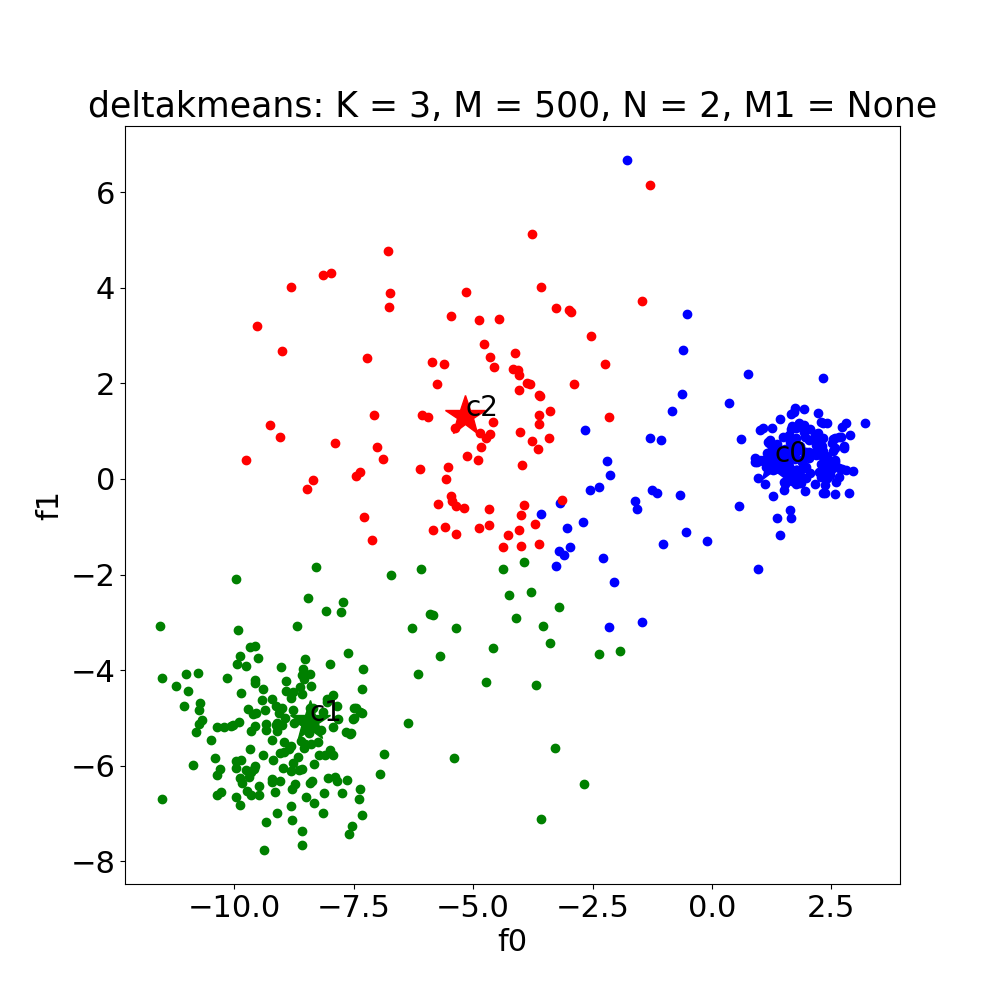 deltakmeans: K = 3, M = 500, N = 2, M1 = None
6
4
2
0
−2
−4
−6
−8
f1
c2
c0
c1
−10.0 −7.5 −5.0 −2.5 0.0 2.5
f0